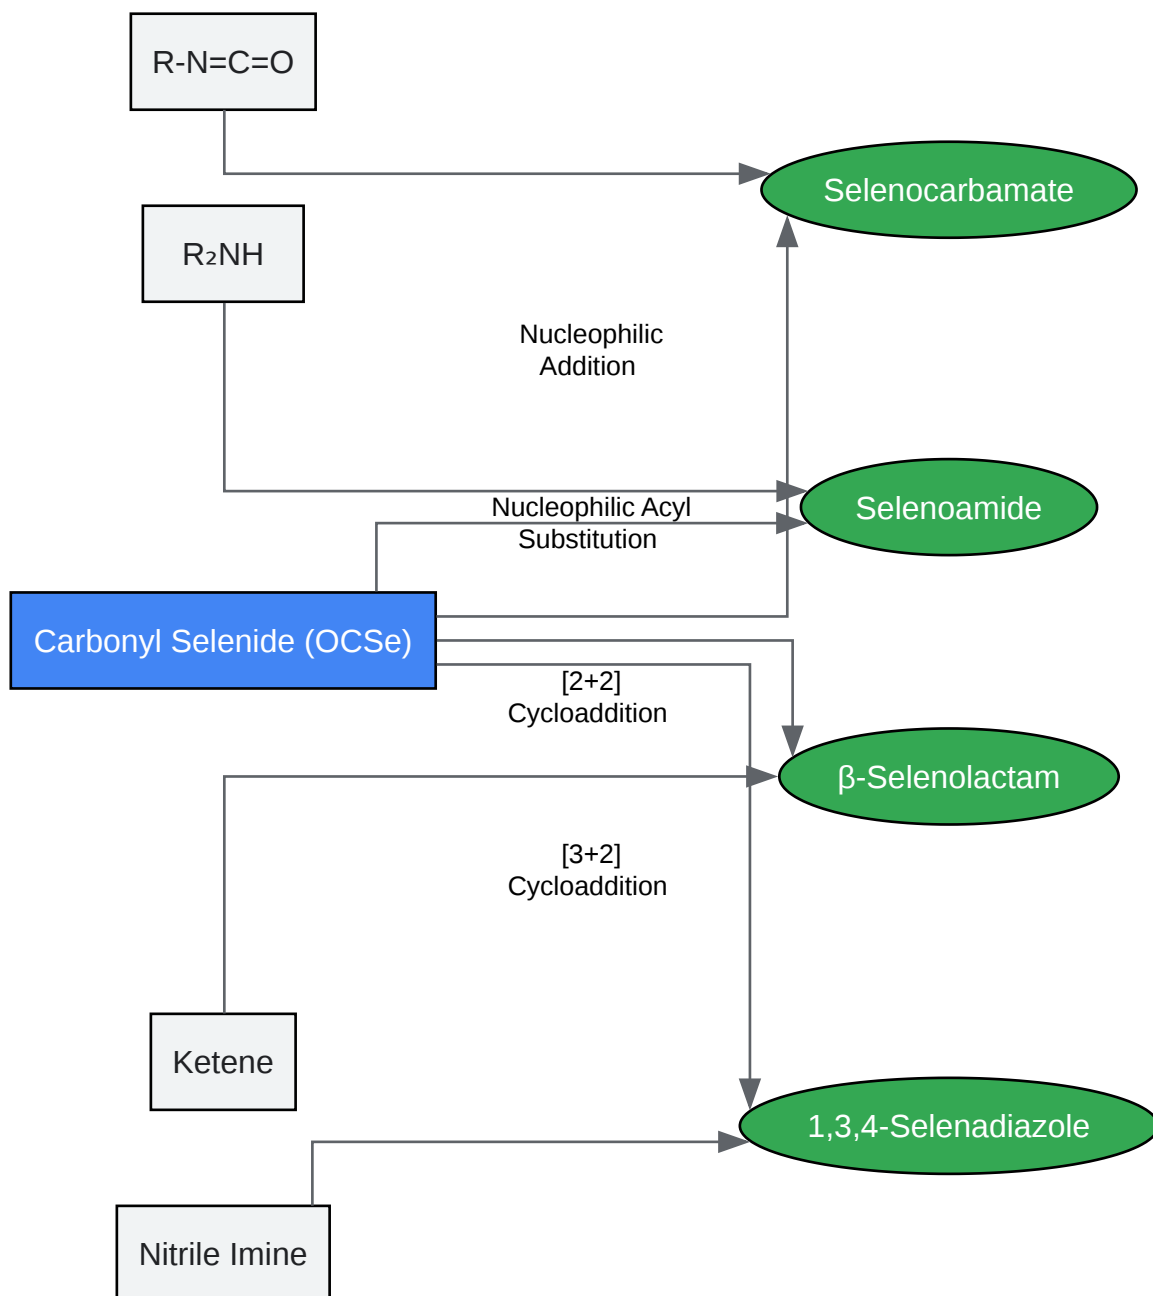 R-N=C=O
Selenocarbamate
R₂NH
Nucleophilic
Addition
Nucleophilic Acyl
Substitution
Selenoamide
Carbonyl Selenide (OCSe)
[2+2]
Cycloaddition
β-Selenolactam
[3+2]
Cycloaddition
Ketene
1,3,4-Selenadiazole
Nitrile Imine